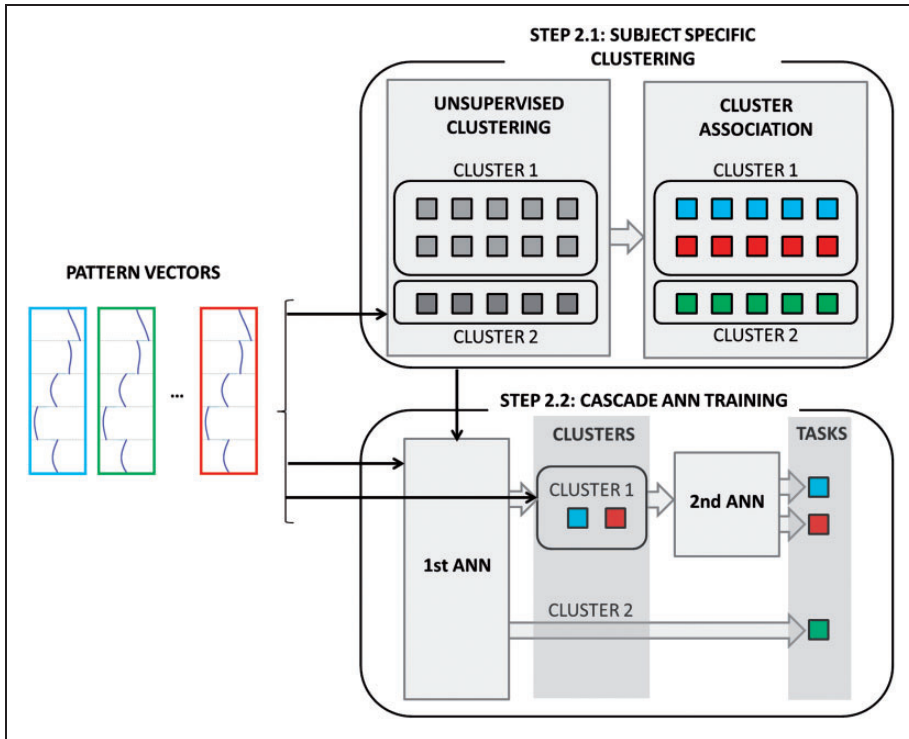 STEP 2.1: SUBJECT SPECIFIC
CLUSTERING
UNSUPERVISED
CLUSTERING
CLUSTER 1
CLUSTER 2
CLUSTER
ASSOCIATION
CLUSTER 1
CLUSTER 2
PATTERN VECTORS
...
STEP 2.2: CASCADE ANN TRAINING
CLUSTERS
TASKS
CLUSTER 1
2nd ANN
1st ANN
CLUSTER 2